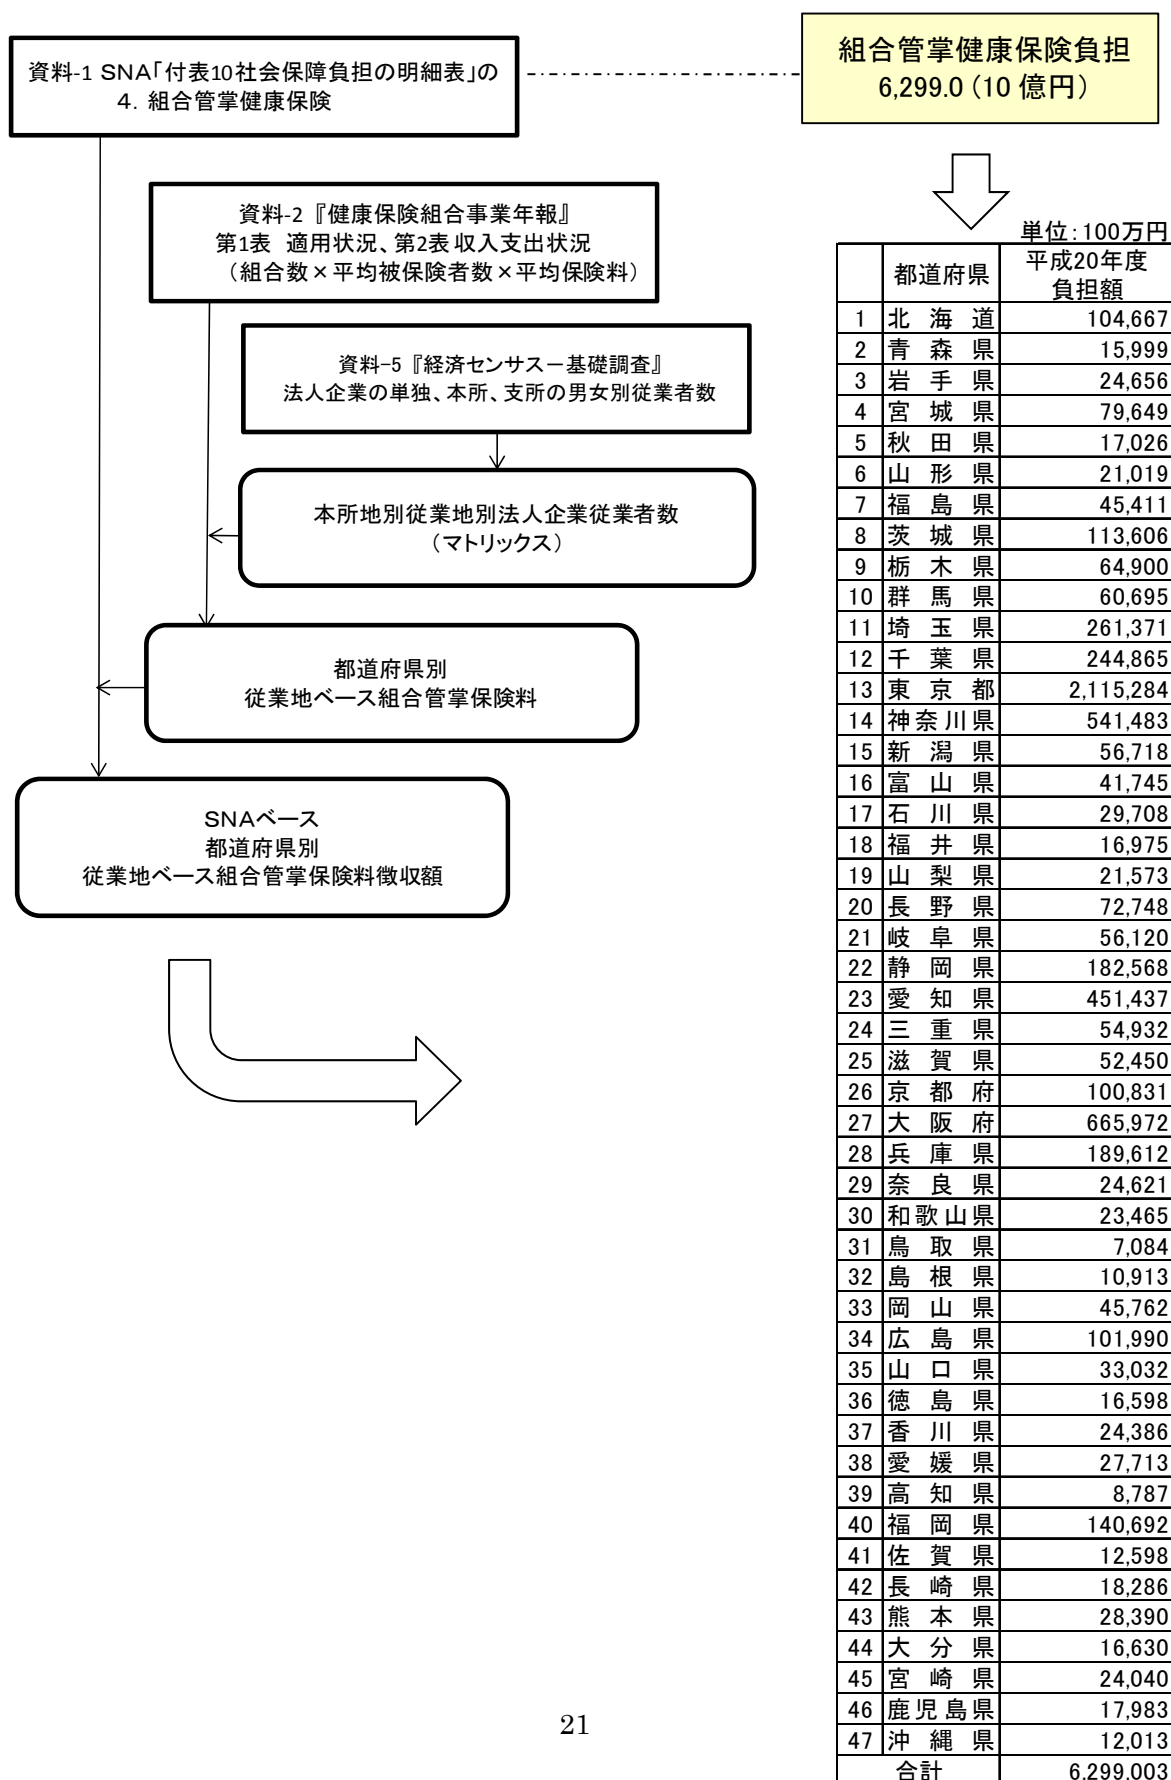 資料-1 SNA「付表10社会保障負担の明細表」の
4．組合管掌健康保険
組合管掌健康保険負担
6,299.0（10 億円）
資料-2『健康保険組合事業年報』
第1表 適用状況、第2表 収入支出状況
（組合数×平均被保険者数×平均保険料）
資料-5『経済センサス－基礎調査』
法人企業の単独、本所、支所の男女別従業者数
本所地別従業地別法人企業従業者数
（マトリックス）
都道府県別
従業地ベース組合管掌保険料
SNAベース
都道府県別
従業地ベース組合管掌保険料徴収額
単位：100万円
都道府県 平成20年度
負担額
1 北海道 104,667
2 青森県 15,999
3 岩手県 24,656
4 宮城県 79,649
5 秋田県 17,026
6 山形県 21,019
7 福島県 45,411
8 茨城県 113,606
9 栃木県 64,900
10 群馬県 60,695
11 埼玉県 261,371
12 千葉県 244,865
13 東京都 2,115,284
14 神奈川県 541,483
15 新潟県 56,718
16 富山県 41,745
17 石川県 29,708
18 福井県 16,975
19 山梨県 21,573
20 長野県 72,748
21 岐阜県 56,120
22 静岡県 182,568
23 愛知県 451,437
24 三重県 54,932
25 滋賀県 52,450
26 京都府 100,831
27 大阪府 665,972
28 兵庫県 189,612
29 奈良県 24,621
30 和歌山県 23,465
31 鳥取県 7,084
32 島根県 10,913
33 岡山県 45,762
34 広島県 101,990
35 山口県 33,032
36 徳島県 16,598
37 香川県 24,386
38 愛媛県 27,713
39 高知県 8,787
40 福岡県 140,692
41 佐賀県 12,598
42 長崎県 18,286
43 熊本県 28,390
44 大分県 16,630
45 宮崎県 24,040
46 鹿児島県 17,983
47 沖縄県 12,013
合計 6,299,003
21